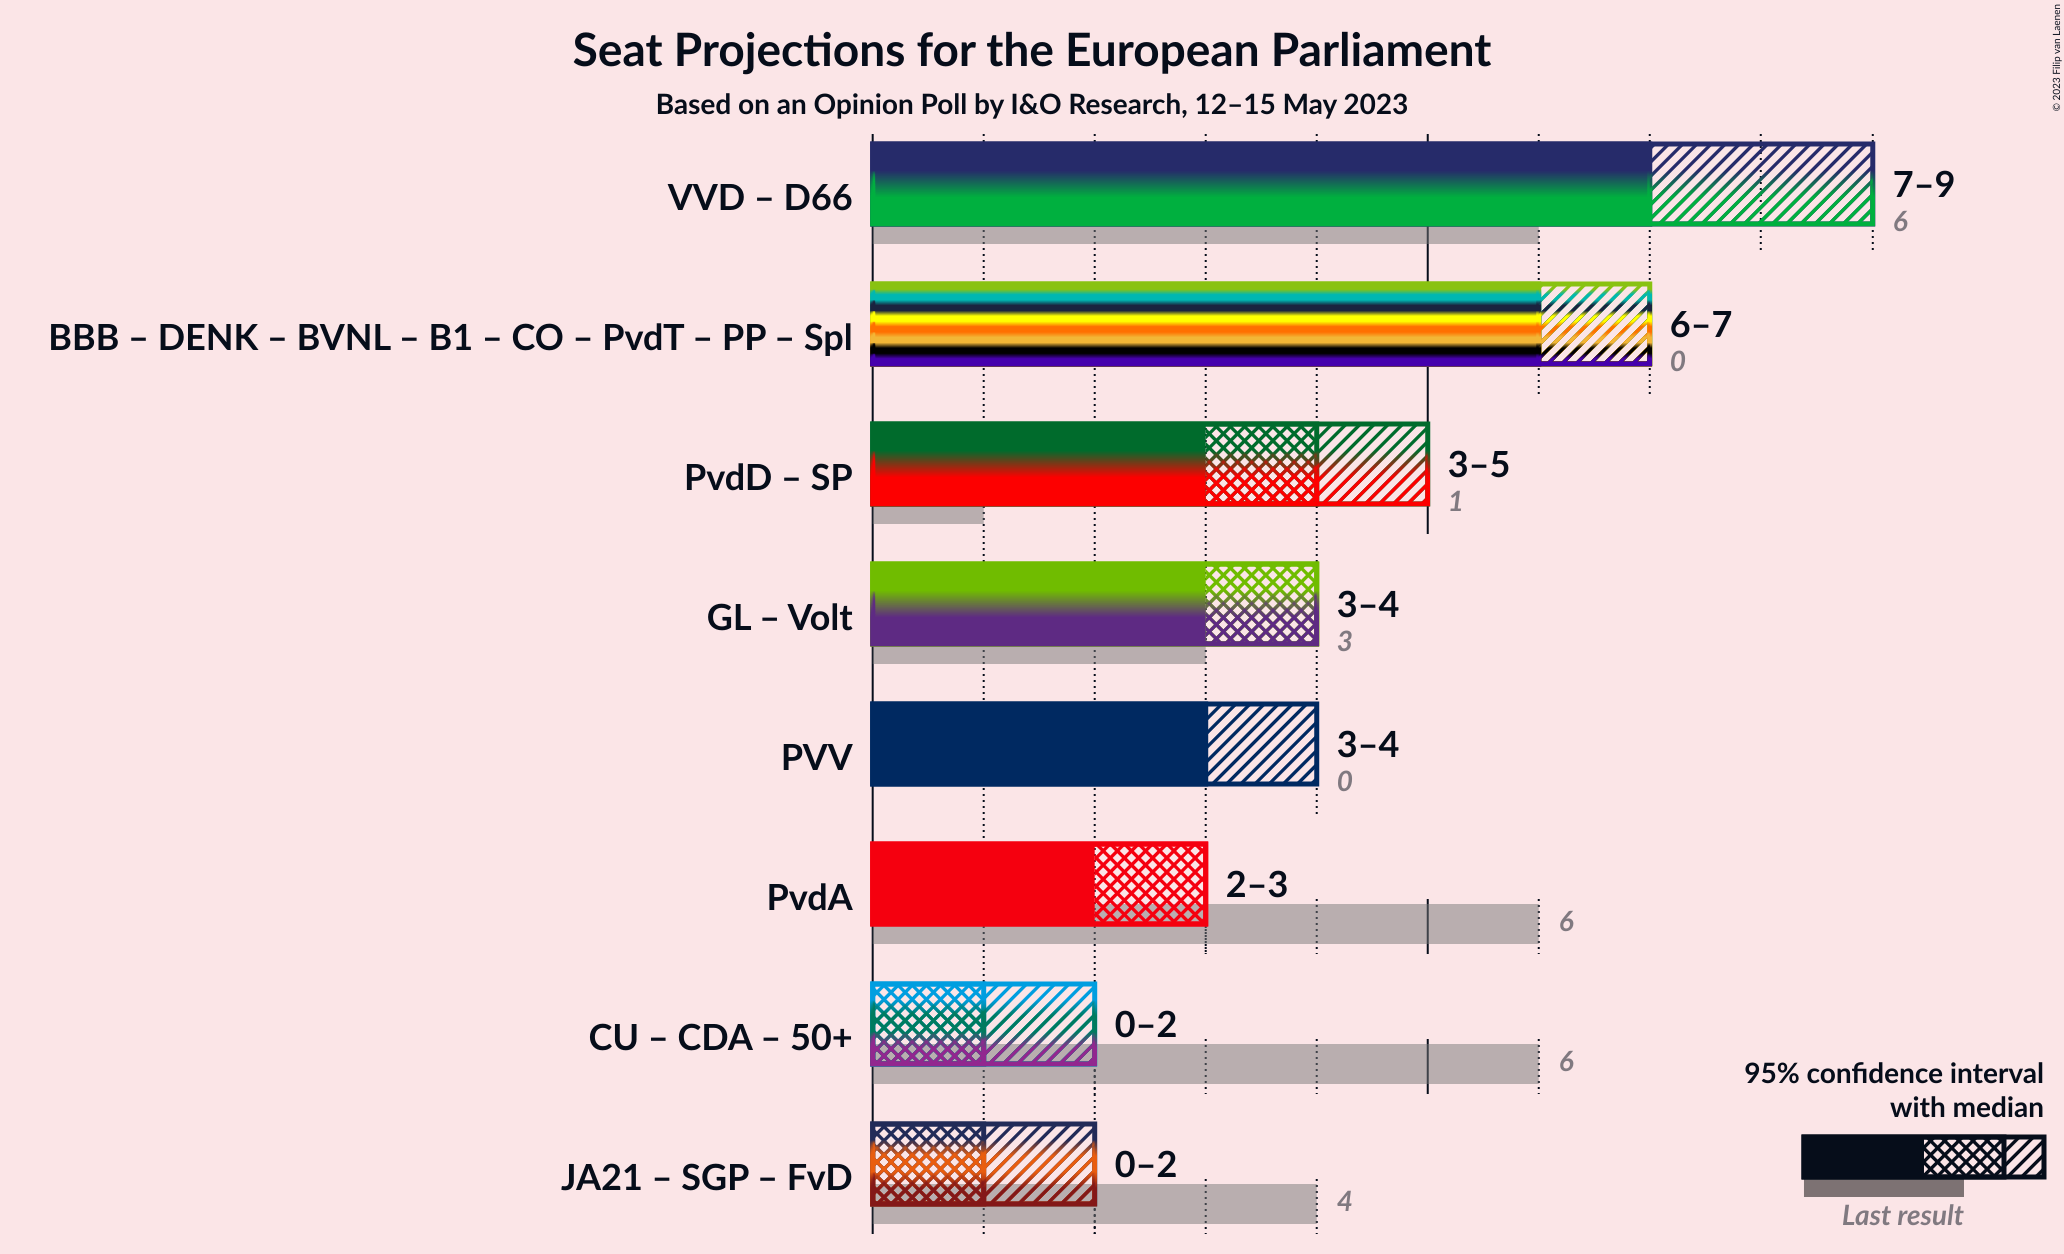 Seat Projections for the European Parliament
Based on an Opinion Poll by I&O Research, 12–15 May 2023
© 2023 Filip van Laenen
VVD – D66
7–9
6
BBB – DENK – BVNL – B1 – CO – PvdT – PP – Spl
6–7
0
PvdD – SP
3–5
1
GL – Volt
3–4
3
PVV
3–4
0
PvdA
2–3
6
CU – CDA – 50+
0–2
6
JA21 – SGP – FvD
0–2
4
95% confidence interval
with median
Last result